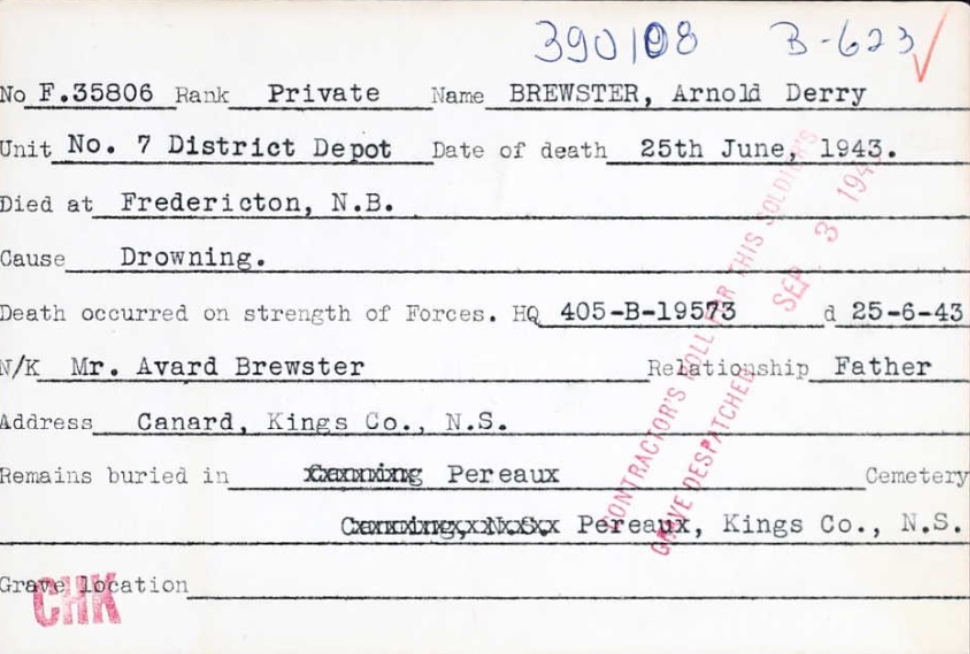 390108 B-623
No F.35806 Rank Private Name BREWSTER, Arnold Derry
Unit No. 7 District Depot Date of death 25th June, 1943.
Died at Fredericton, N.B.
Cause Drowning.
Death occurred on strength of Forces. HQ 405-B-19573 d 25-6-43
N/K Mr. Avard Brewster Relationship Father
Address Canard, Kings Co., N.S.
Remains buried in Canning Pereaux Cemetery
Canning, N.S. Pereaux, Kings Co., N.S.
Grave location
CHK
CONTRACTOR'S ROLL FOR THIS SOLDIER'S
GRAVE DESPATCHED SEP 3 194